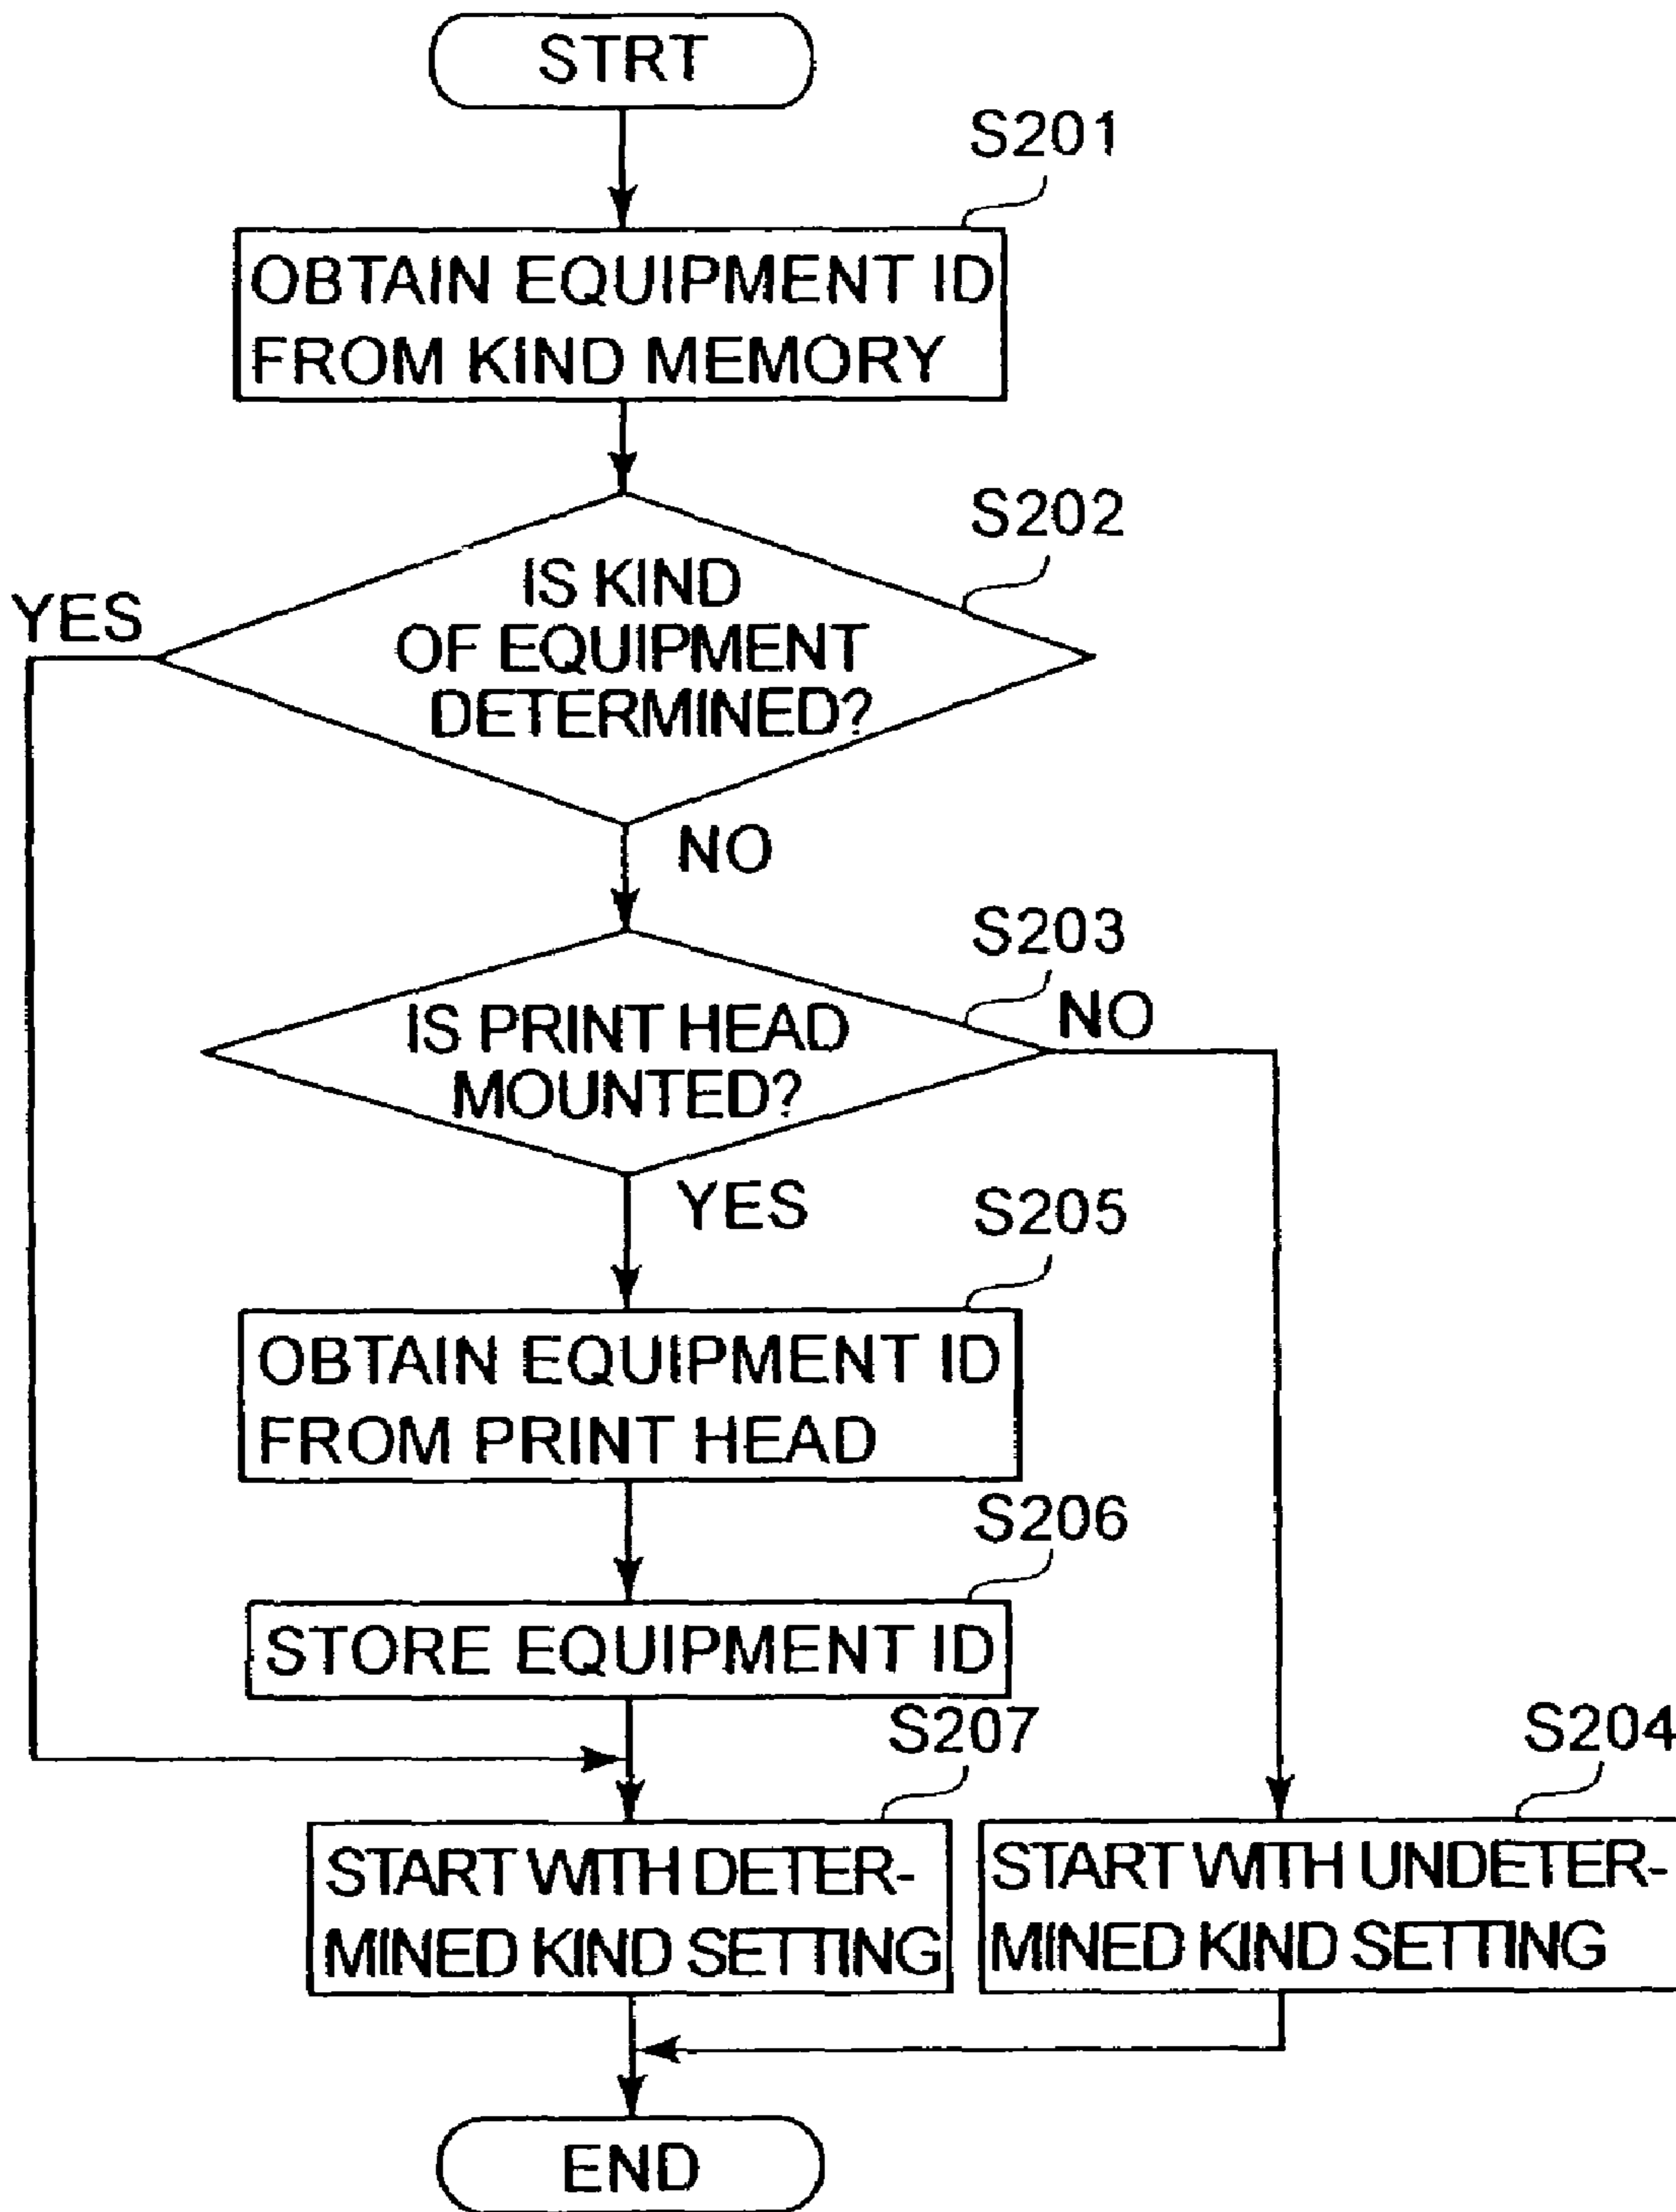 STRT
S201
OBTAIN EQUIPMENT ID
FROM KIND MEMORY
S202
IS KIND
OF EQUIPMENT
DETERMINED?
YES
NO
S203
IS PRINT HEAD
MOUNTED?
NO
YES
S205
OBTAIN EQUIPMENT ID
FROM PRINT HEAD
S206
STORE EQUIPMENT ID
S207
START WITH DETER-
MINED KIND SETTING
S204
START WITH UNDETER-
MINED KIND SETTING
END